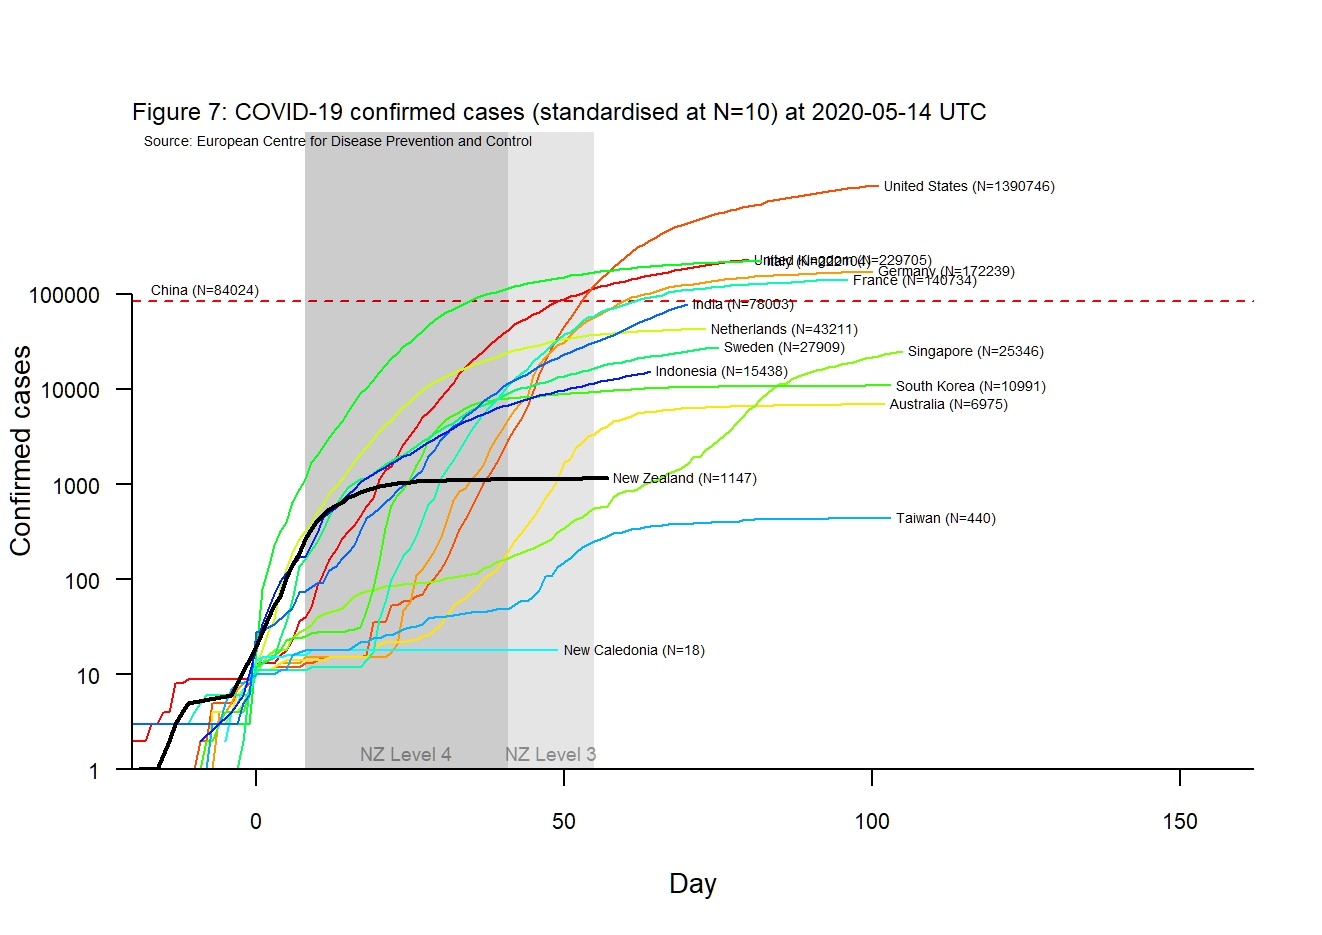 Figure 7: COVID-19 confirmed cases (standardised at N=10) at 2020-05-14 UTC
Source: European Centre for Disease Prevention and Control
United States (N=1390746)
United Kingdom (N=229705)
Germany (N=172239)
France (N=140734)
China (N=84024)
India (N=78003)
Netherlands (N=43211)
Sweden (N=27909)
Singapore (N=25346)
Indonesia (N=15438)
South Korea (N=10991)
Australia (N=6975)
New Zealand (N=1147)
Taiwan (N=440)
New Caledonia (N=18)
NZ Level 4
NZ Level 3
Confirmed cases
100000
10000
1000
100
10
1
0
50
100
150
Day